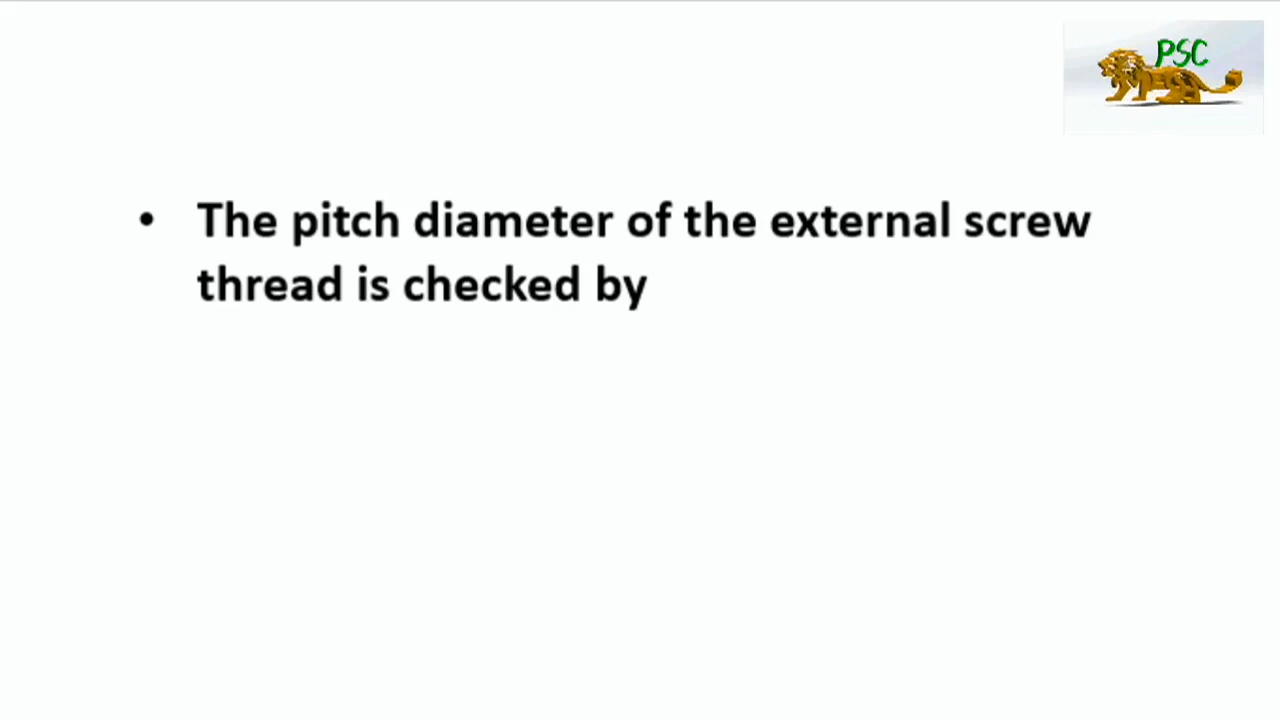 PSC
• The pitch diameter of the external screw
thread is checked by